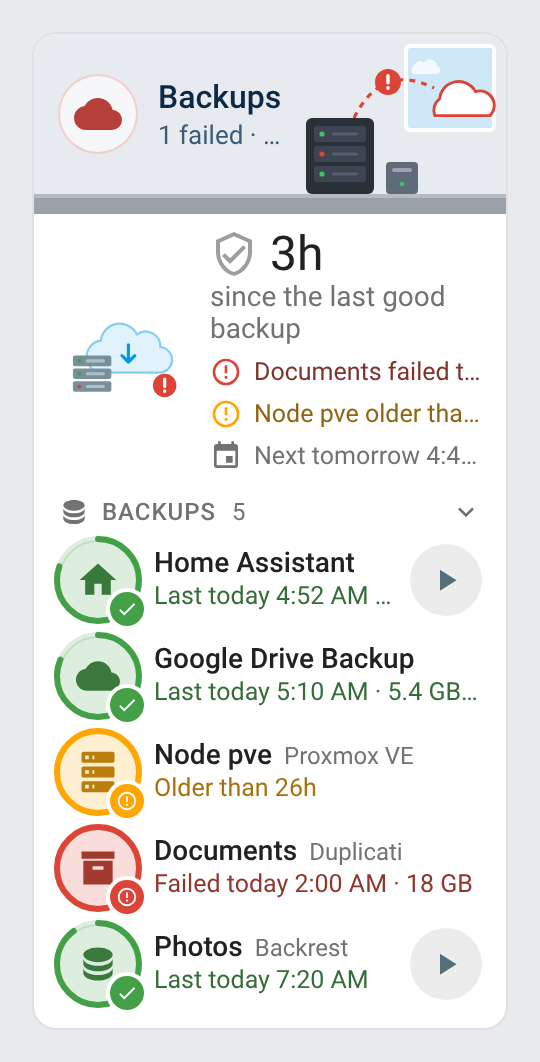 Backups
1 failed · ...
3h
since the last good
backup
Documents failed t...
Node pve older tha...
Next tomorrow 4:4...
BACKUPS 5
Home Assistant
Last today 4:52 AM ...
Google Drive Backup
Last today 5:10 AM · 5.4 GB...
Node pve Proxmox VE
Older than 26h
Documents Duplicati
Failed today 2:00 AM · 18 GB
Photos Backrest
Last today 7:20 AM